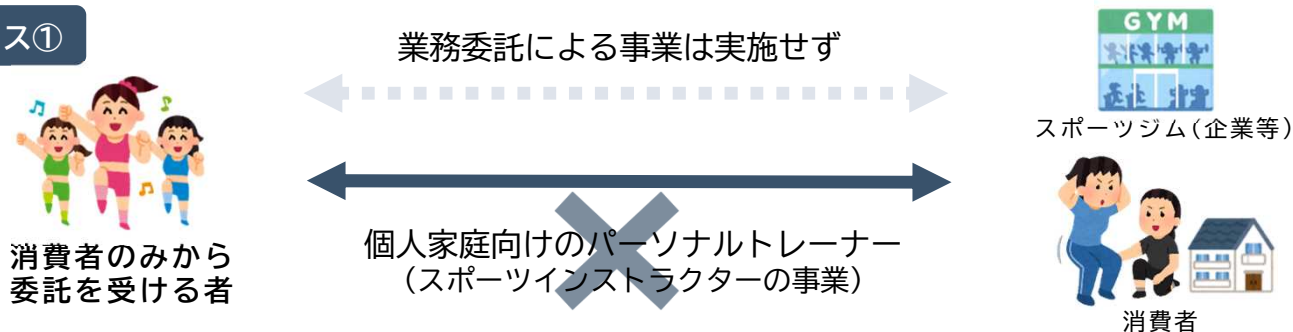 ス①
業務委託による事業は実施せず
GYM
スポーツジム(企業等)
個人家庭向けのパーソナルトレーナー
(スポーツインストラクターの事業)
消費者のみから
委託を受ける者
消費者